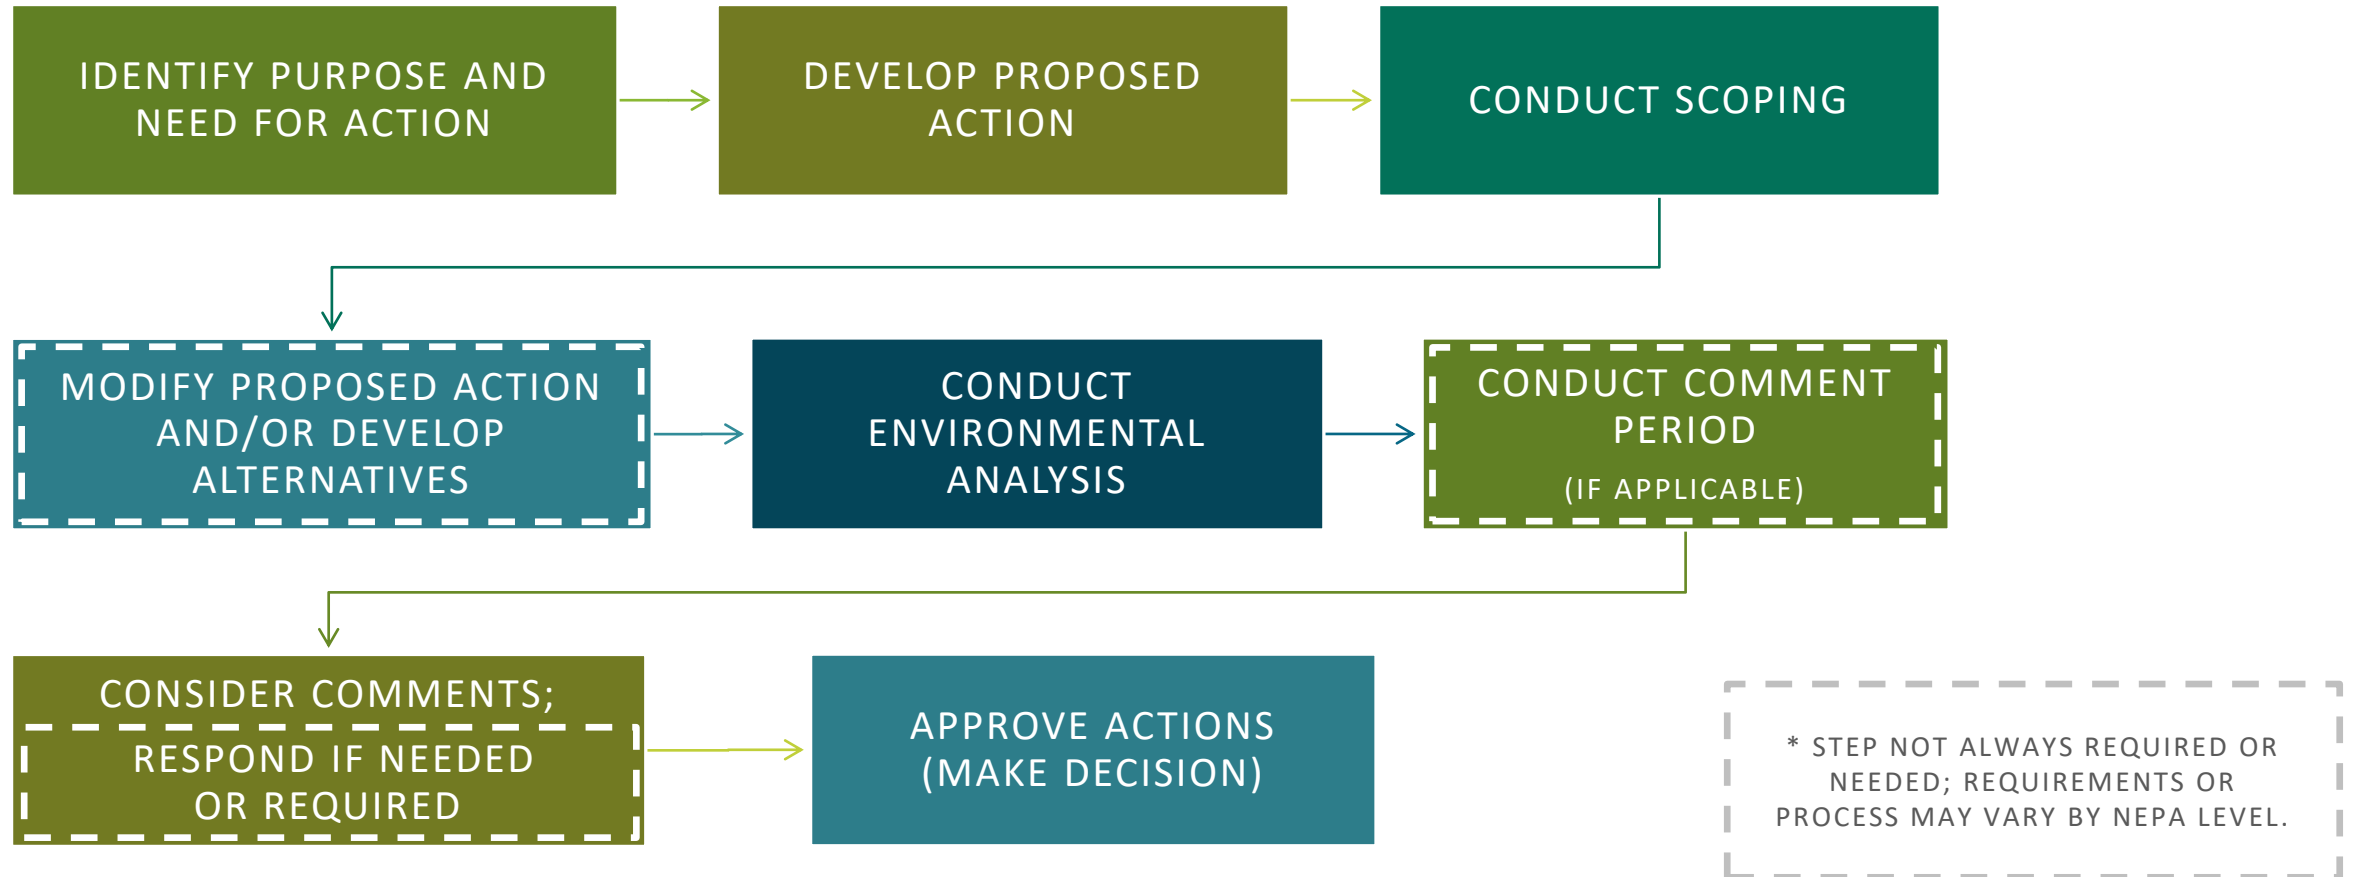 IDENTIFY PURPOSE AND
NEED FOR ACTION
DEVELOP PROPOSED
ACTION
CONDUCT SCOPING
MODIFY PROPOSED ACTION
AND/OR DEVELOP
ALTERNATIVES
CONDUCT
ENVIRONMENTAL
ANALYSIS
CONDUCT COMMENT
PERIOD
(IF APPLICABLE)
CONSIDER COMMENTS;
RESPOND IF NEEDED
OR REQUIRED
APPROVE ACTIONS
(MAKE DECISION)
* STEP NOT ALWAYS REQUIRED OR
NEEDED; REQUIREMENTS OR
PROCESS MAY VARY BY NEPA LEVEL.